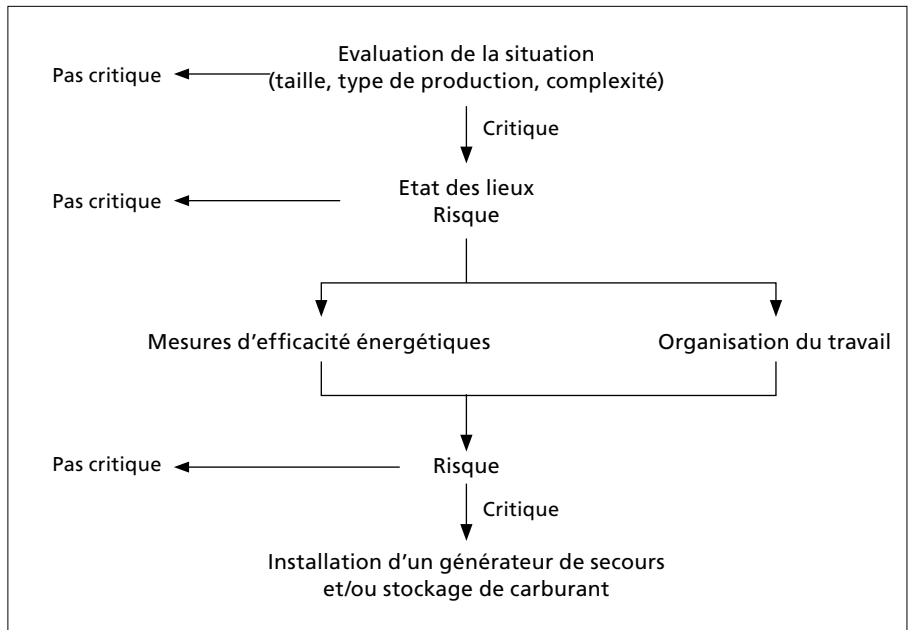 Evaluation de la situation
(taille, type de production, complexité)
Pas critique
Critique
Etat des lieux
Risque
Pas critique
Mesures d’efficacité énergétiques
Organisation du travail
Risque
Pas critique
Critique
Installation d’un générateur de secours
et/ou stockage de carburant